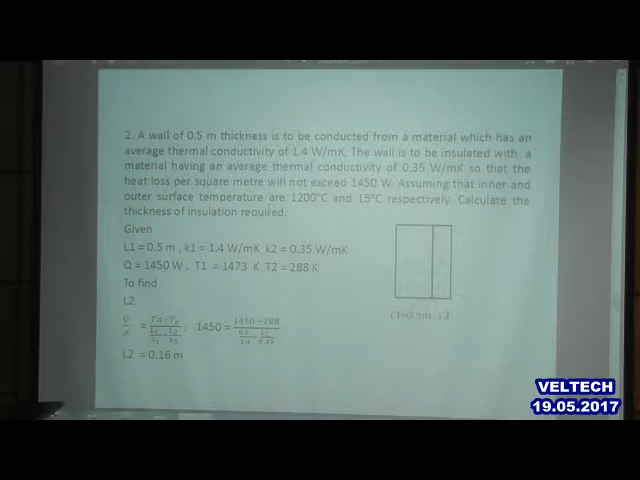 2. A wall of 0.5 m thickness is to be conducted from a material which has an
average thermal conductivity of 1.4 W/mK. The wall is to be insulated with a
material having an average thermal conductivity of 0.35 W/mK so that the
heat loss per square metre will not exceed 1450 W. Assuming that inner and
outer surface temperature are 1200°C and 15°C respectively. Calculate the
thickness of insulation required.
Given
L1 = 0.5 m , k1 = 1.4 W/mK k2 = 0.35 W/mK
Q = 1450 W , T1 = 1473 K T2 = 288 K
To find
L2
1450 =
L2 = 0.16 m
L1=0.5m L2
VELTECH
19.05.2017